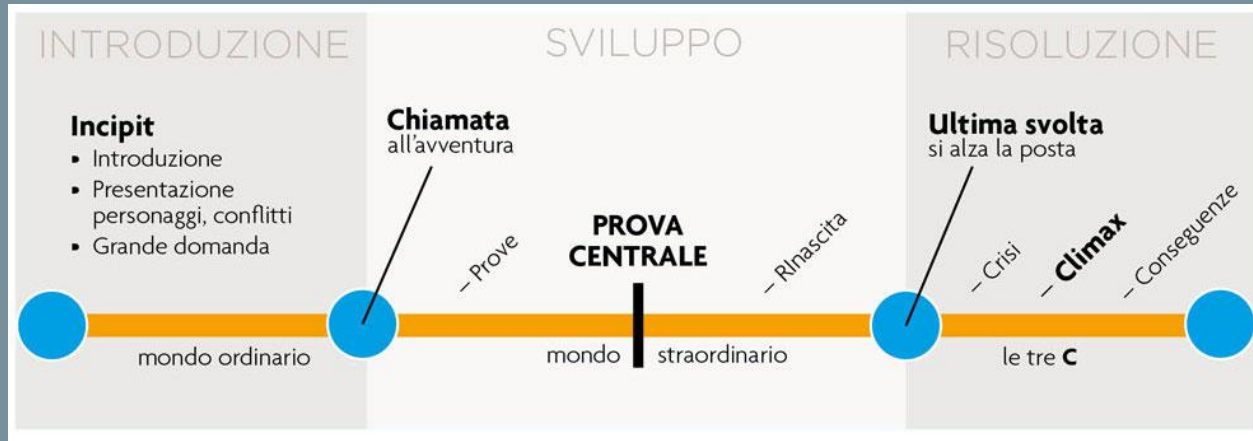 INTRODUZIONE
SVILUPPO
RISOLUZIONE
Incipit
▪ Introduzione
▪ Presentazione
personaggi, conflitti
▪ Grande domanda
Chiamata
all'avventura
– Prove
PROVA
CENTRALE
– RInascita
Ultima svolta
si alza la posta
– Crisi
– Climax
– Conseguenze
mondo ordinario
mondo straordinario
le tre C